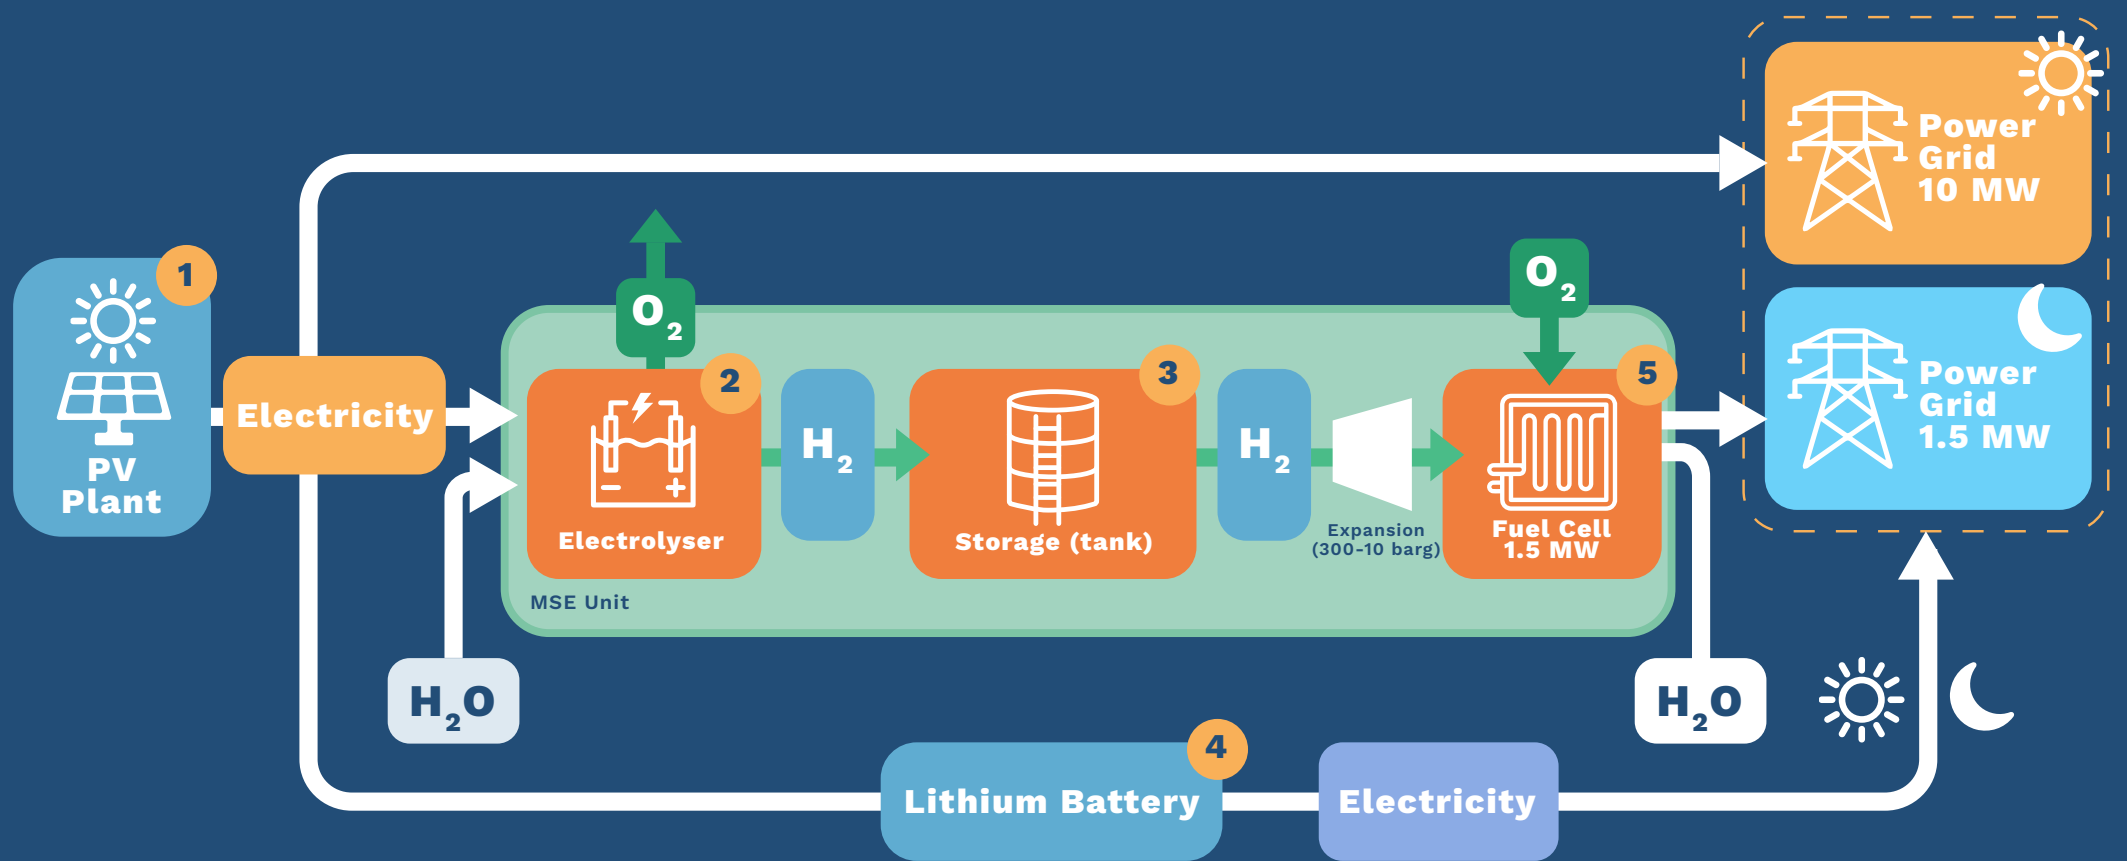 1
PV
Plant
Electricity
H2O
O2
2
Electrolyser
MSE Unit
H2
3
Storage (tank)
H2
Expansion
(300-10 barg)
O2
5
Fuel Cell
1.5 MW
H2O
4
Lithium Battery
Electricity
Power
Grid
10 MW
Power
Grid
1.5 MW